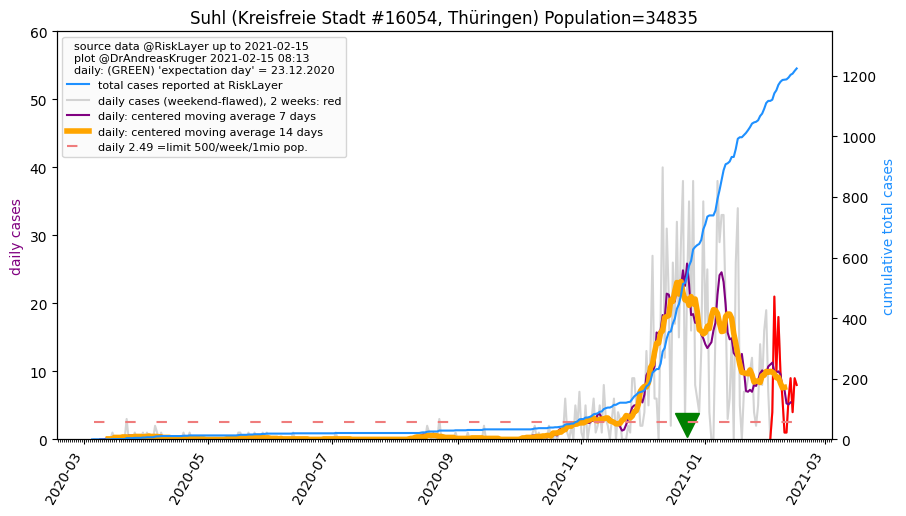 Suhl (Kreisfreie Stadt #16054, Thüringen) Population=34835
source data @RiskLayer up to 2021-02-15
plot @DrAndreasKruger 2021-02-15 08:13
daily: (GREEN) 'expectation day' = 23.12.2020
total cases reported at RiskLayer
daily cases (weekend-flawed), 2 weeks: red
daily: centered moving average 7 days
daily: centered moving average 14 days
daily 2.49 =limit 500/week/1mio pop.
daily cases
60
50
40
30
20
10
0
1200
1000
800
600
400
200
0
cumulative total cases
2020-03
2020-05
2020-07
2020-09
2020-11
2021-01
2021-03